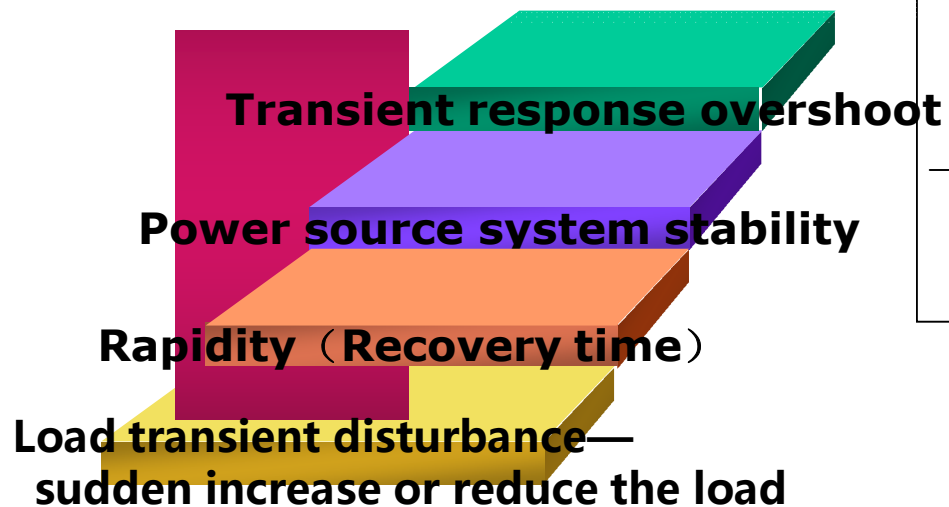 Transient response overshoot
Power source system stability
Rapidity（Recovery time）
Load transient disturbance—
sudden increase or reduce the load